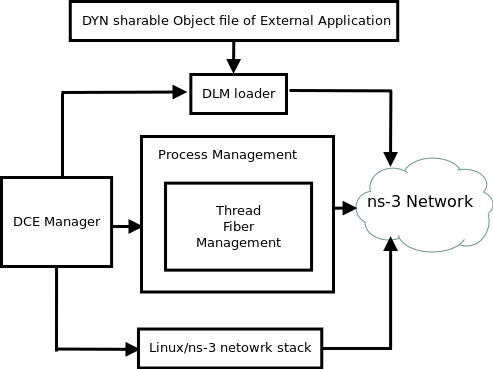 DYN sharable Object file of External Application
DLM loader
Process Management
Thread
Fiber
Management
DCE Manager
ns-3 Network
Linux/ns-3 netowrk stack